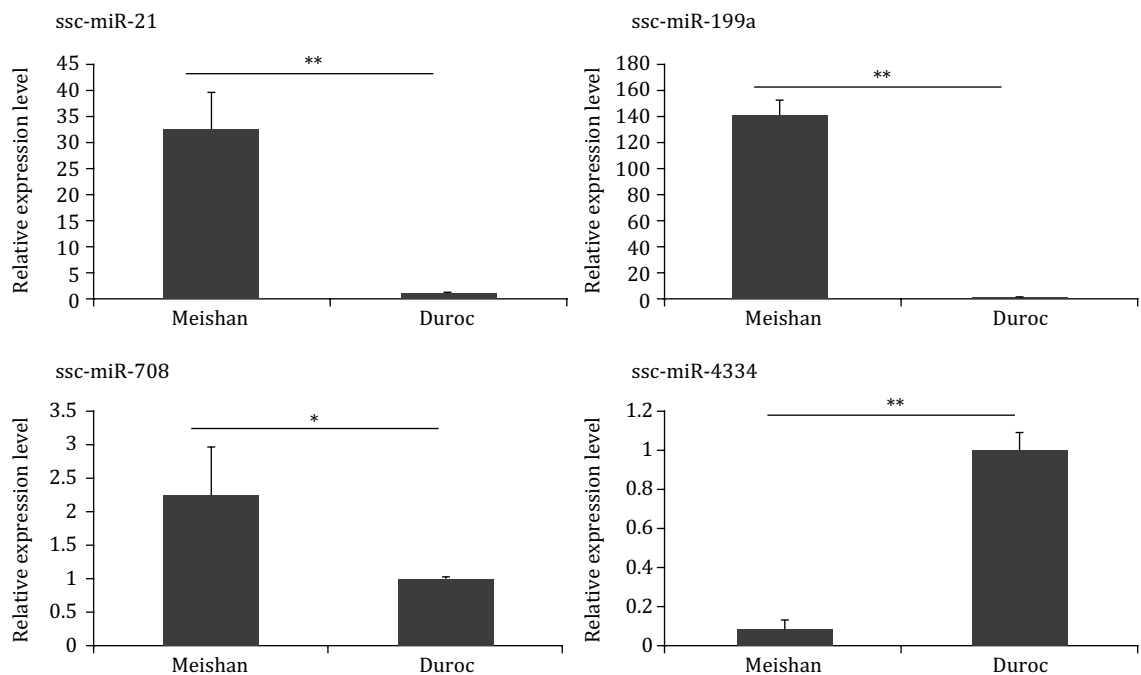 ssc-miR-21
Relative expression level
45
40
35
30
25
20
15
10
5
0
**
Meishan
Duroc
ssc-miR-199a
Relative expression level
180
160
140
120
100
80
60
40
20
0
**
Meishan
Duroc
ssc-miR-708
Relative expression level
3.5
3
2.5
2
1.5
1
0.5
0
*
Meishan
Duroc
ssc-miR-4334
Relative expression level
1.2
1
0.8
0.6
0.4
0.2
0
**
Meishan
Duroc